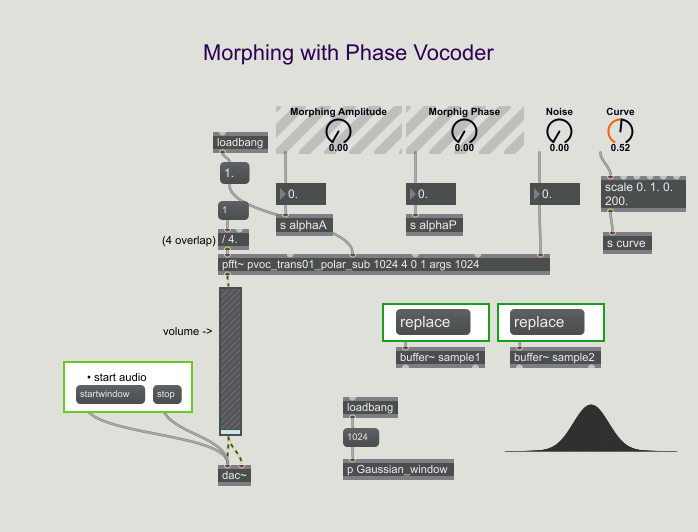 Morphing with Phase Vocoder
Morphing Amplitude
Morphig Phase
Noise
Curve
0.00
0.00
0.00
0.52
loadbang
1.
0.
0.
0.
scale 0. 1. 0.
200.
1
s alphaA
s alphaP
s curve
(4 overlap)
/ 4.
pfft~ pvoc_trans01_polar_sub 1024 4 0 1 args 1024
volume ->
replace
replace
buffer~ sample1
buffer~ sample2
• start audio
startwindow
stop
loadbang
1024
p Gaussian_window
dac~